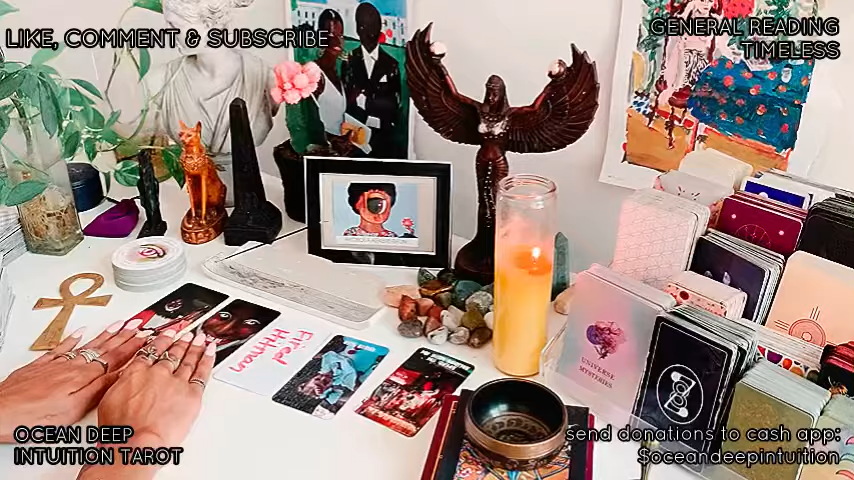 LIKE, COMMENT & SUBSCRIBE
GENERAL READING
TIMELESS
Fired
Hitman
UNIVERSE
MYSTERIES
OCEAN DEEP
INTUITION TAROT
send donations to cash app:
$oceandeepintuition